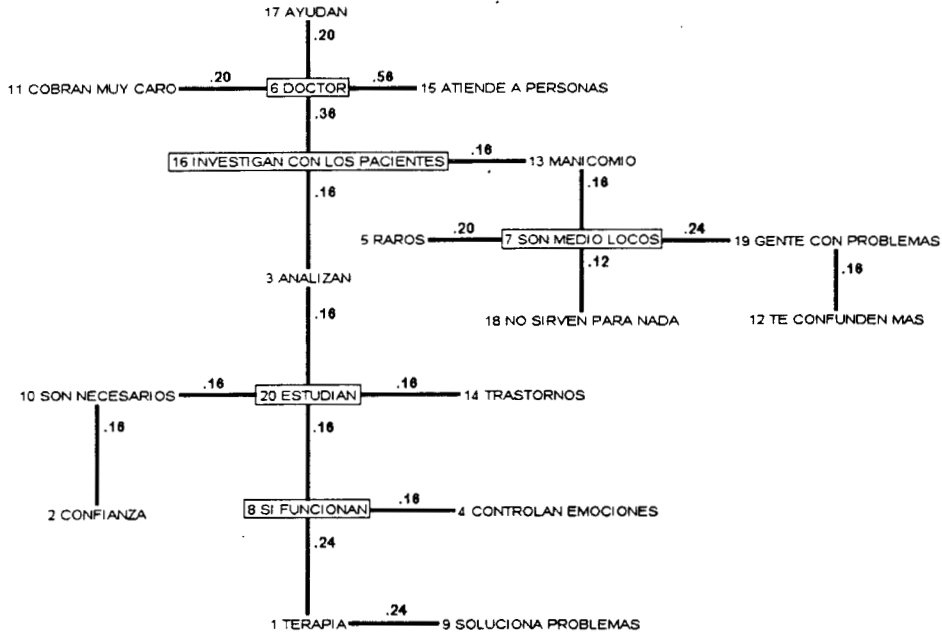 17 AYUDAN
.20
11 COBRAN MUY CARO .20 6 DOCTOR .56 15 ATIENDE A PERSONAS
.36
16 INVESTIGAN CON LOS PACIENTES .16 13 MANICOMIO
.16 .16
5 RAROS .20 7 SON MEDIO LOCOS .24 19 GENTE CON PROBLEMAS
.12 .16
3 ANALIZAN
.16
18 NO SIRVEN PARA NADA 12 TE CONFUNDEN MAS
10 SON NECESARIOS .16 20 ESTUDIAN .16 14 TRASTORNOS
.16 .16
2 CONFIANZA 8 SI FUNCIONAN .16 4 CONTROLAN EMOCIONES
.24
1 TERAPIA .24 9 SOLUCIONA PROBLEMAS